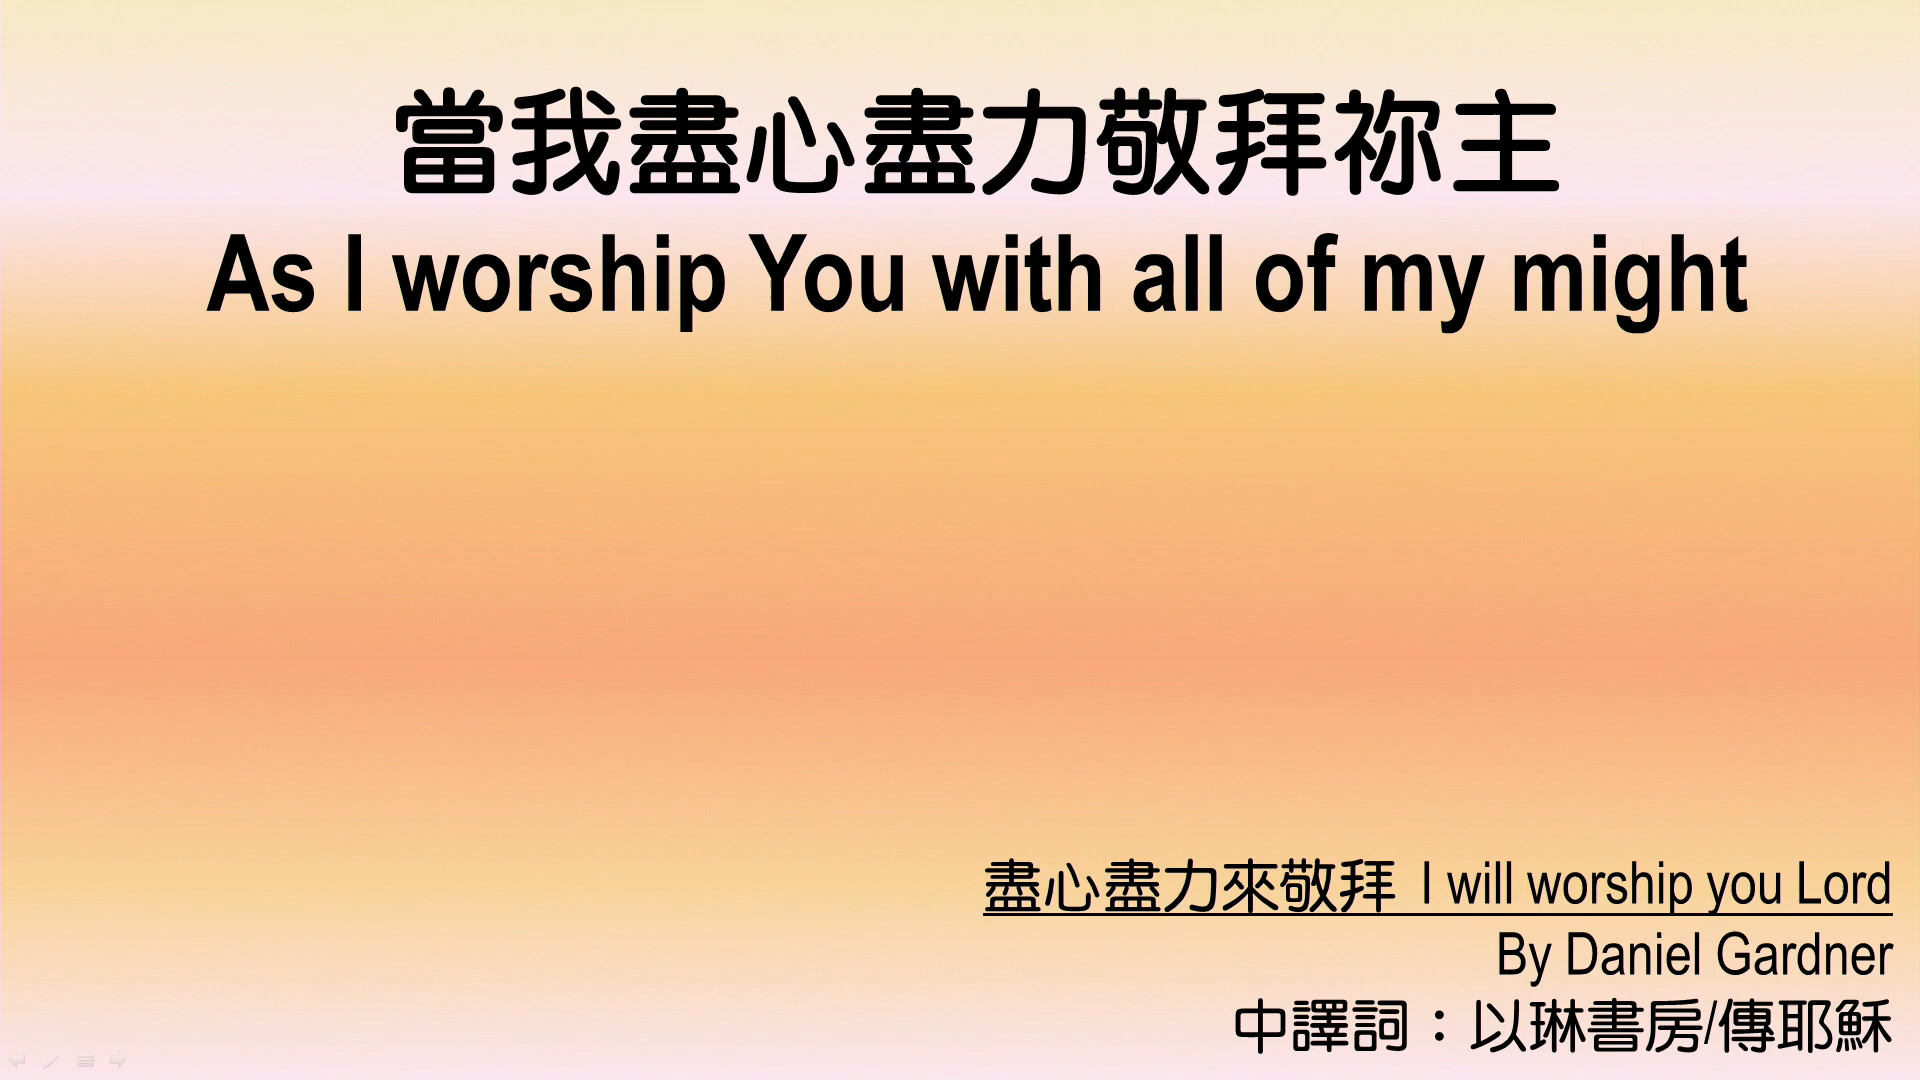 當我盡心盡力敬拜祢主
As I worship You with all of my might
盡心盡力來敬拜 I will worship you Lord
By Daniel Gardner
中譯詞：以琳書房/傳耶穌